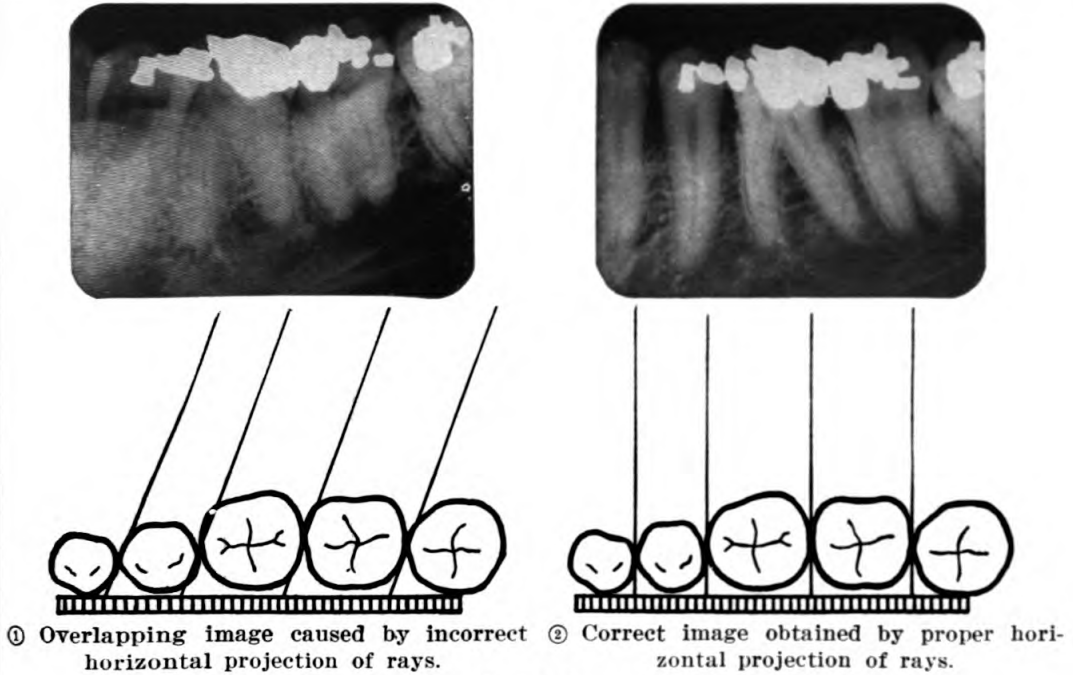 ① Overlapping image caused by incorrect
horizontal projection of rays.
② Correct image obtained by proper hori-
zontal projection of rays.